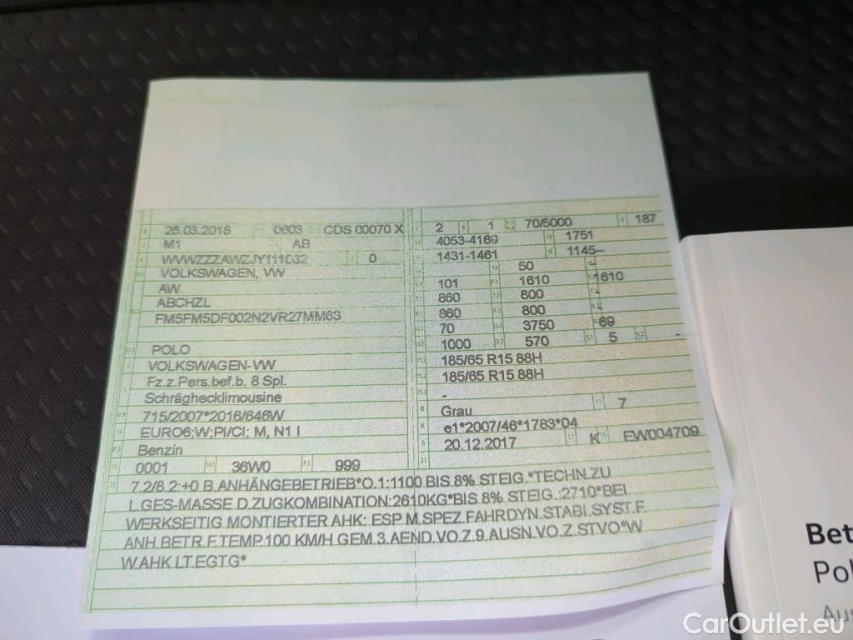 26.03.2018 0603 CDS 00070 X
M1 AB
WVWZZZAWZJY111032 0
VOLKSWAGEN, VW
AW
ABCHZL
FM5FM5DF002N2VR27MM63
POLO
VOLKSWAGEN-VW
Fz.z.Pers.bef.b. 8 Spl.
Schräghecklimousine
715/2007*2016/646W
EURO6;W;PI/CI; M, N1 I
Benzin
0001 36W0 999
2 1 70/5000 187
4053-4169 1751
1431-1461 1145–
50
101 1610 1610
860 800
860 800
70 3750 69
1000 570 5 -
185/65 R15 88H
185/65 R15 88H
-
Grau 7
e1*2007/46*1783*04
20.12.2017 K EW004709
7.2/8.2:+0 B.ANHÄNGEBETRIEB*O.1:1100 BIS 8% STEIG.*TECHN.ZU
L.GES-MASSE D.ZUGKOMBINATION:2610KG*BIS 8% STEIG.:2710*BEI
WERKSEITIG MONTIERTER AHK: ESP M.SPEZ.FAHRDYN.STABI.SYST.F.
ANH.BETR.F.TEMP.100 KM/H GEM.3.AEND.VO.Z.9.AUSN.VO.Z.STVO*W.
W.AHK LT.EGTG*
Bet
Pol
Aus
CarOutlet.eu